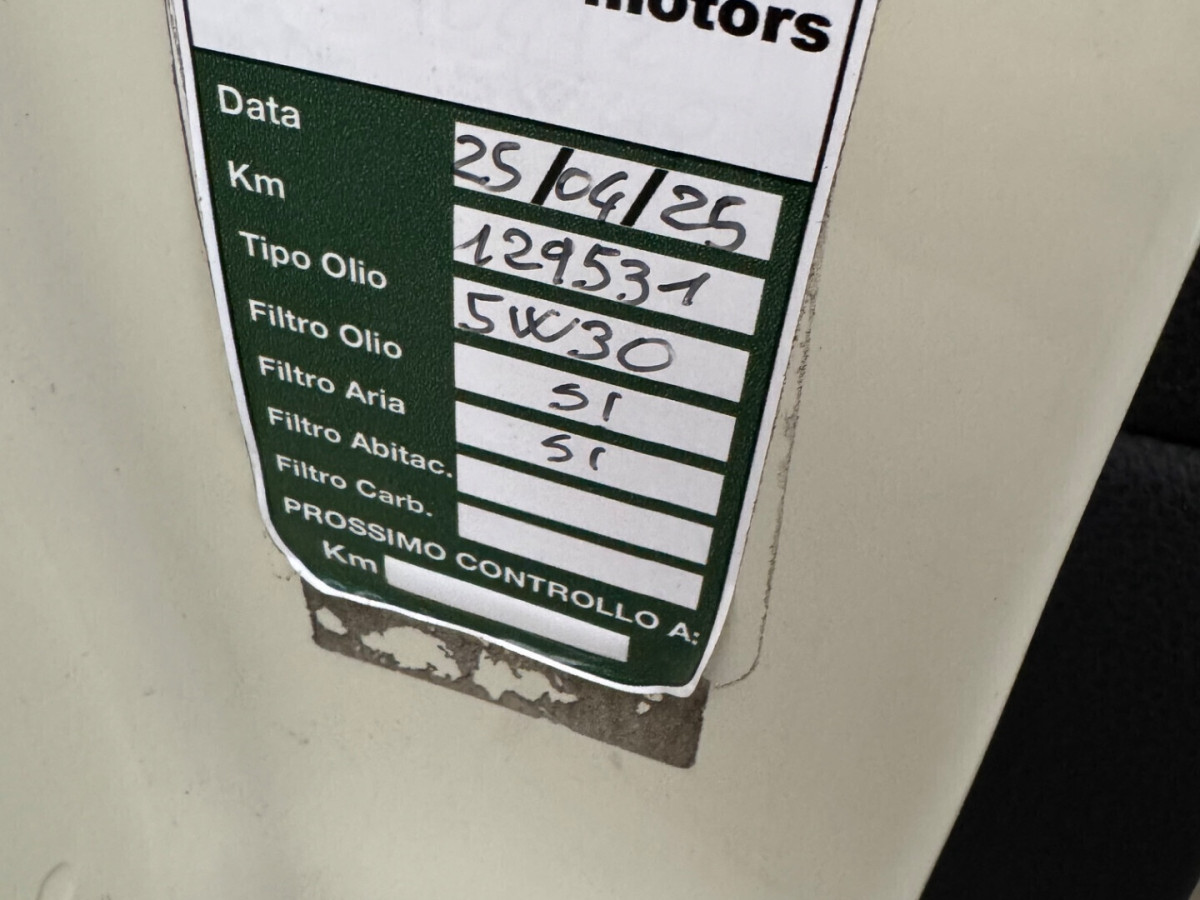 motors
Data 25/04/25
Km 129531
Tipo Olio 5W30
Filtro Olio SI
Filtro Aria SI
Filtro Abitac.
Filtro Carb.
PROSSIMO CONTROLLO A:
Km